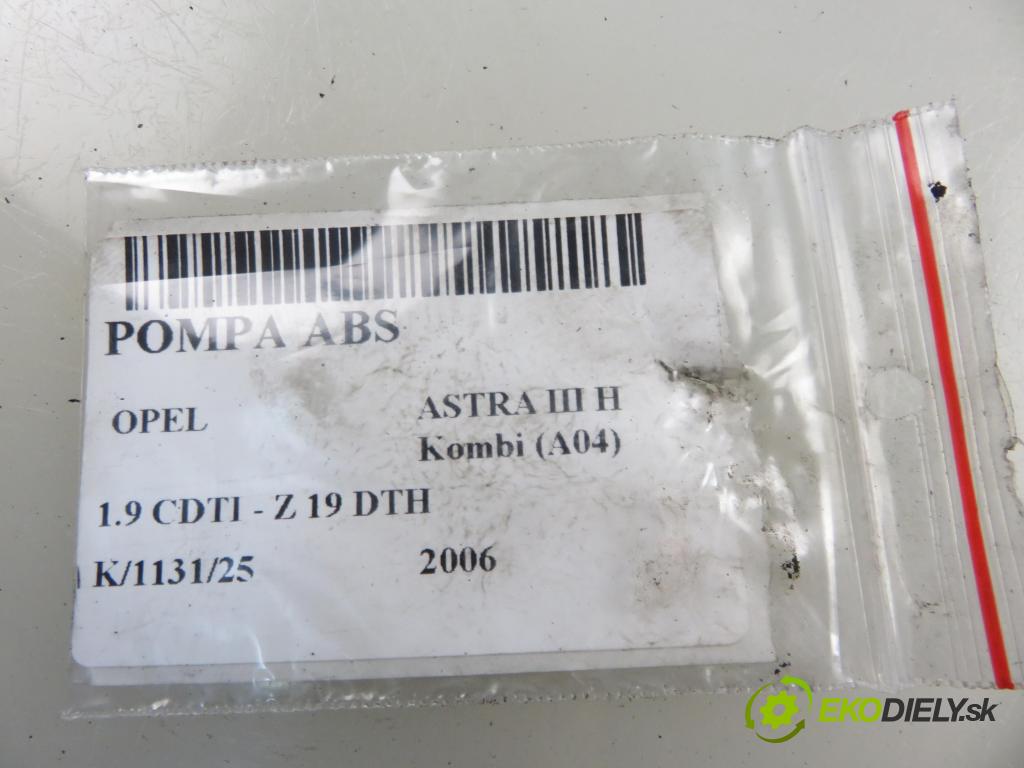 POMPA ABS
OPEL
ASTRA III H
Kombi (A04)
1.9 CDTI - Z 19 DTH
K/1131/25
2006
EKODIELY.sk